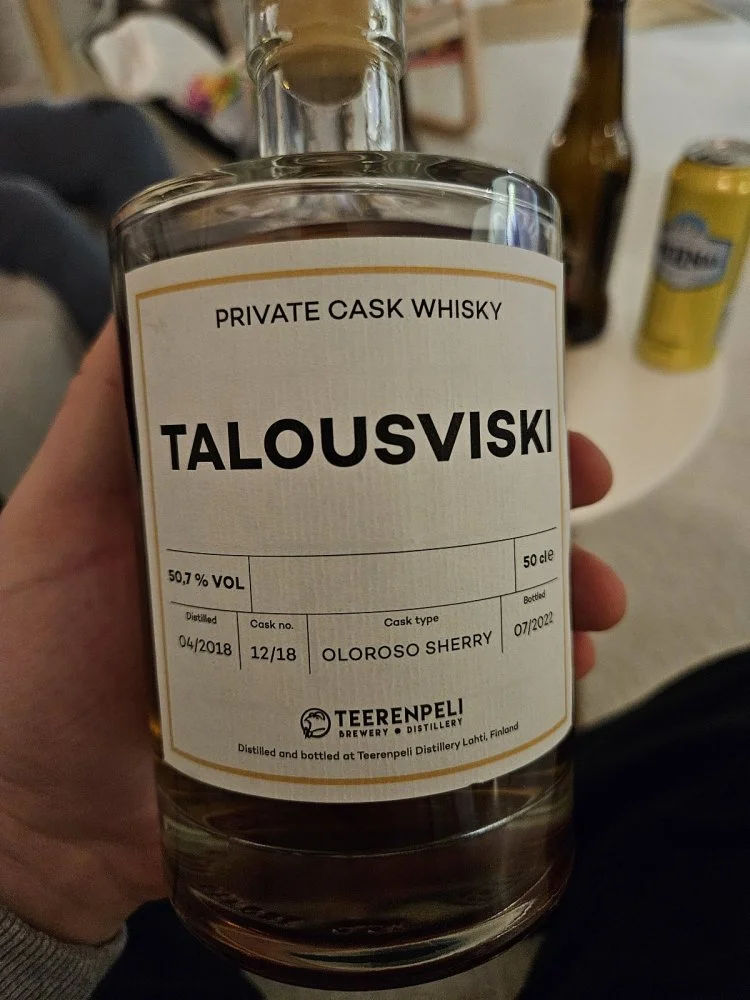 PRIVATE CASK WHISKY
TALOUSVISKI
50,7 % VOL
50 cl℮
Distilled
04/2018
Cask no.
12/18
Cask type
OLOROSO SHERRY
Bottled
07/2022
TEERENPELI
BREWERY • DISTILLERY
Distilled and bottled at Teerenpeli Distillery Lahti, Finland